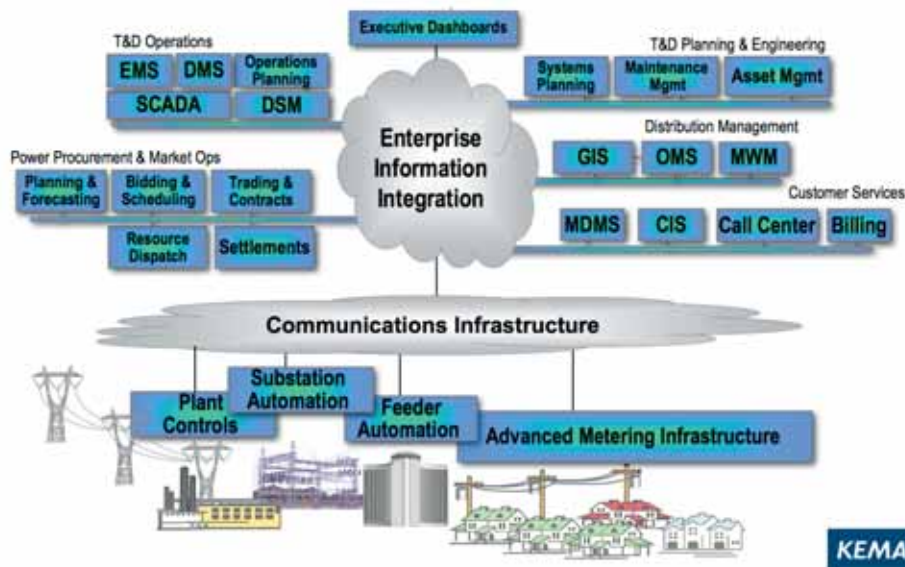 Executive Dashboards
T&D Operations
EMS
DMS
Operations
Planning
SCADA
DSM
T&D Planning & Engineering
Systems
Planning
Maintenance
Mgmt
Asset Mgmt
Enterprise
Information
Integration
Distribution Management
GIS
OMS
MWM
Power Procurement & Market Ops
Planning &
Forecasting
Bidding &
Scheduling
Trading &
Contracts
Resource
Dispatch
Settlements
Customer Services
MDMS
CIS
Call Center
Billing
Communications Infrastructure
Plant
Controls
Substation
Automation
Feeder
Automation
Advanced Metering Infrastructure
KEMA